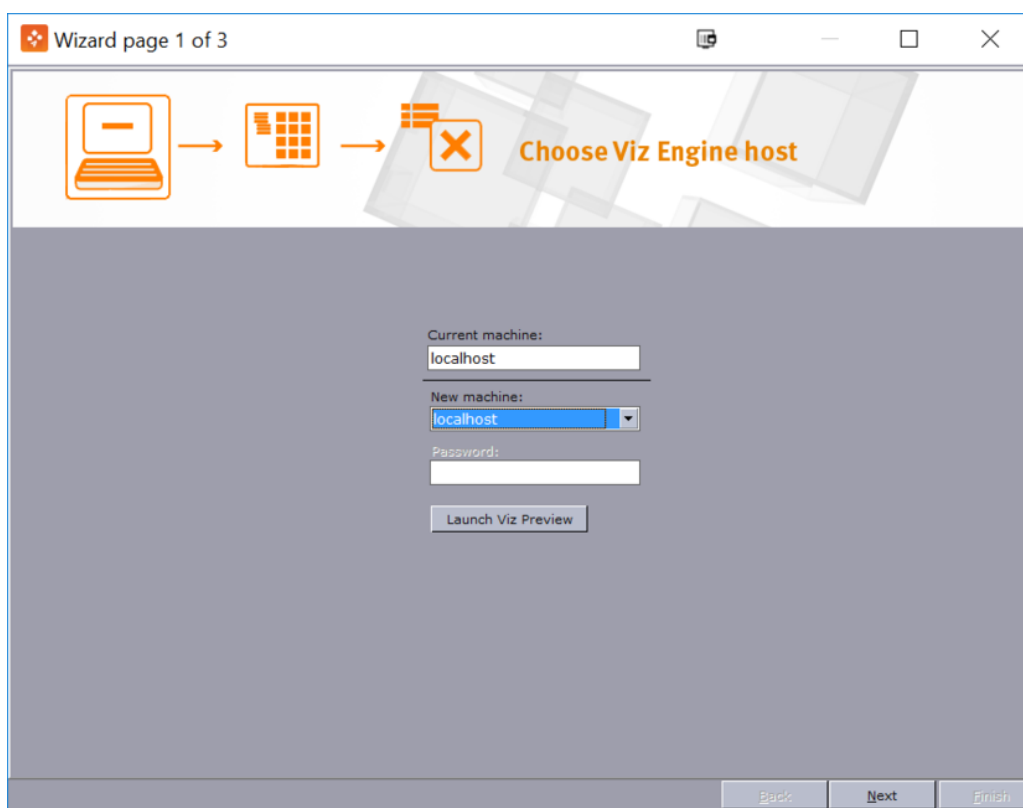 Wizard page 1 of 3
Choose Viz Engine host
Current machine:
localhost
New machine:
localhost
Password:
Launch Viz Preview
Back Next Finish